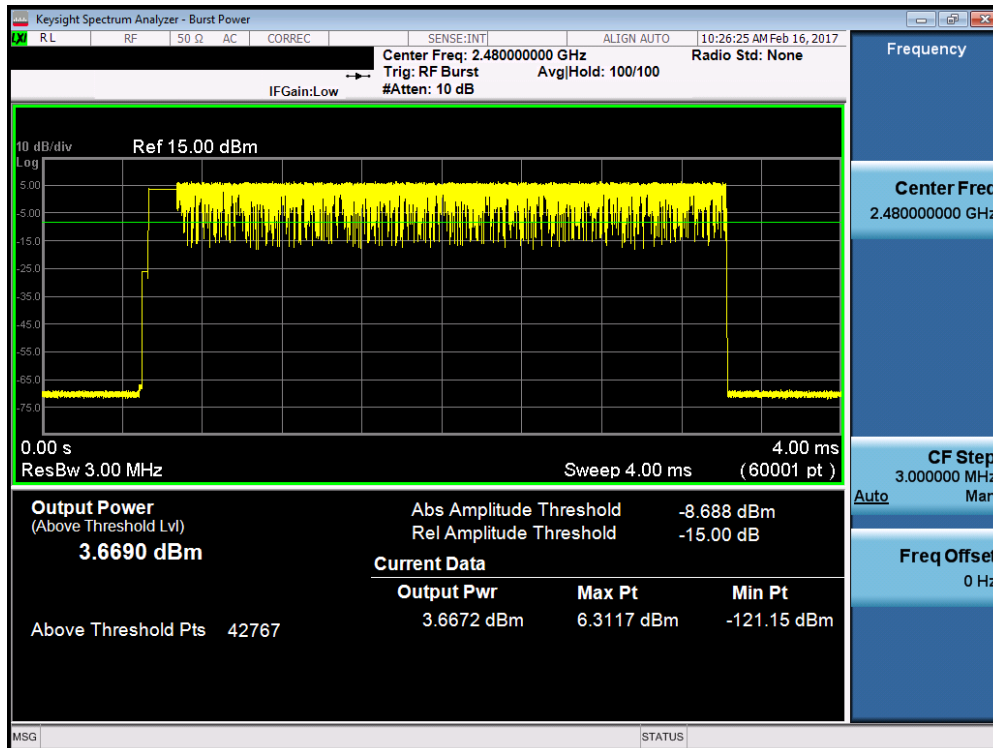 Keysight Spectrum Analyzer - Burst Power
LXI RL RF 50 Ω AC CORREC SENSE:INT ALIGN AUTO 10:26:25 AM Feb 16, 2017
Center Freq: 2.480000000 GHz Radio Std: None
Trig: RF Burst Avg|Hold: 100/100
IFGain:Low #Atten: 10 dB
Frequency
10 dB/div Ref 15.00 dBm
Log
5.00
-5.00
-15.0
-25.0
-35.0
-45.0
-55.0
-65.0
-75.0
0.00 s 4.00 ms
ResBw 3.00 MHz Sweep 4.00 ms (60001 pt)
Output Power
(Above Threshold Lvl)
3.6690 dBm
Above Threshold Pts 42767
Abs Amplitude Threshold -8.688 dBm
Rel Amplitude Threshold -15.00 dB
Current Data
Output Pwr Max Pt Min Pt
3.6672 dBm 6.3117 dBm -121.15 dBm
Center Freq
2.480000000 GHz
CF Step
3.000000 MHz
Auto Man
Freq Offset
0 Hz
MSG STATUS